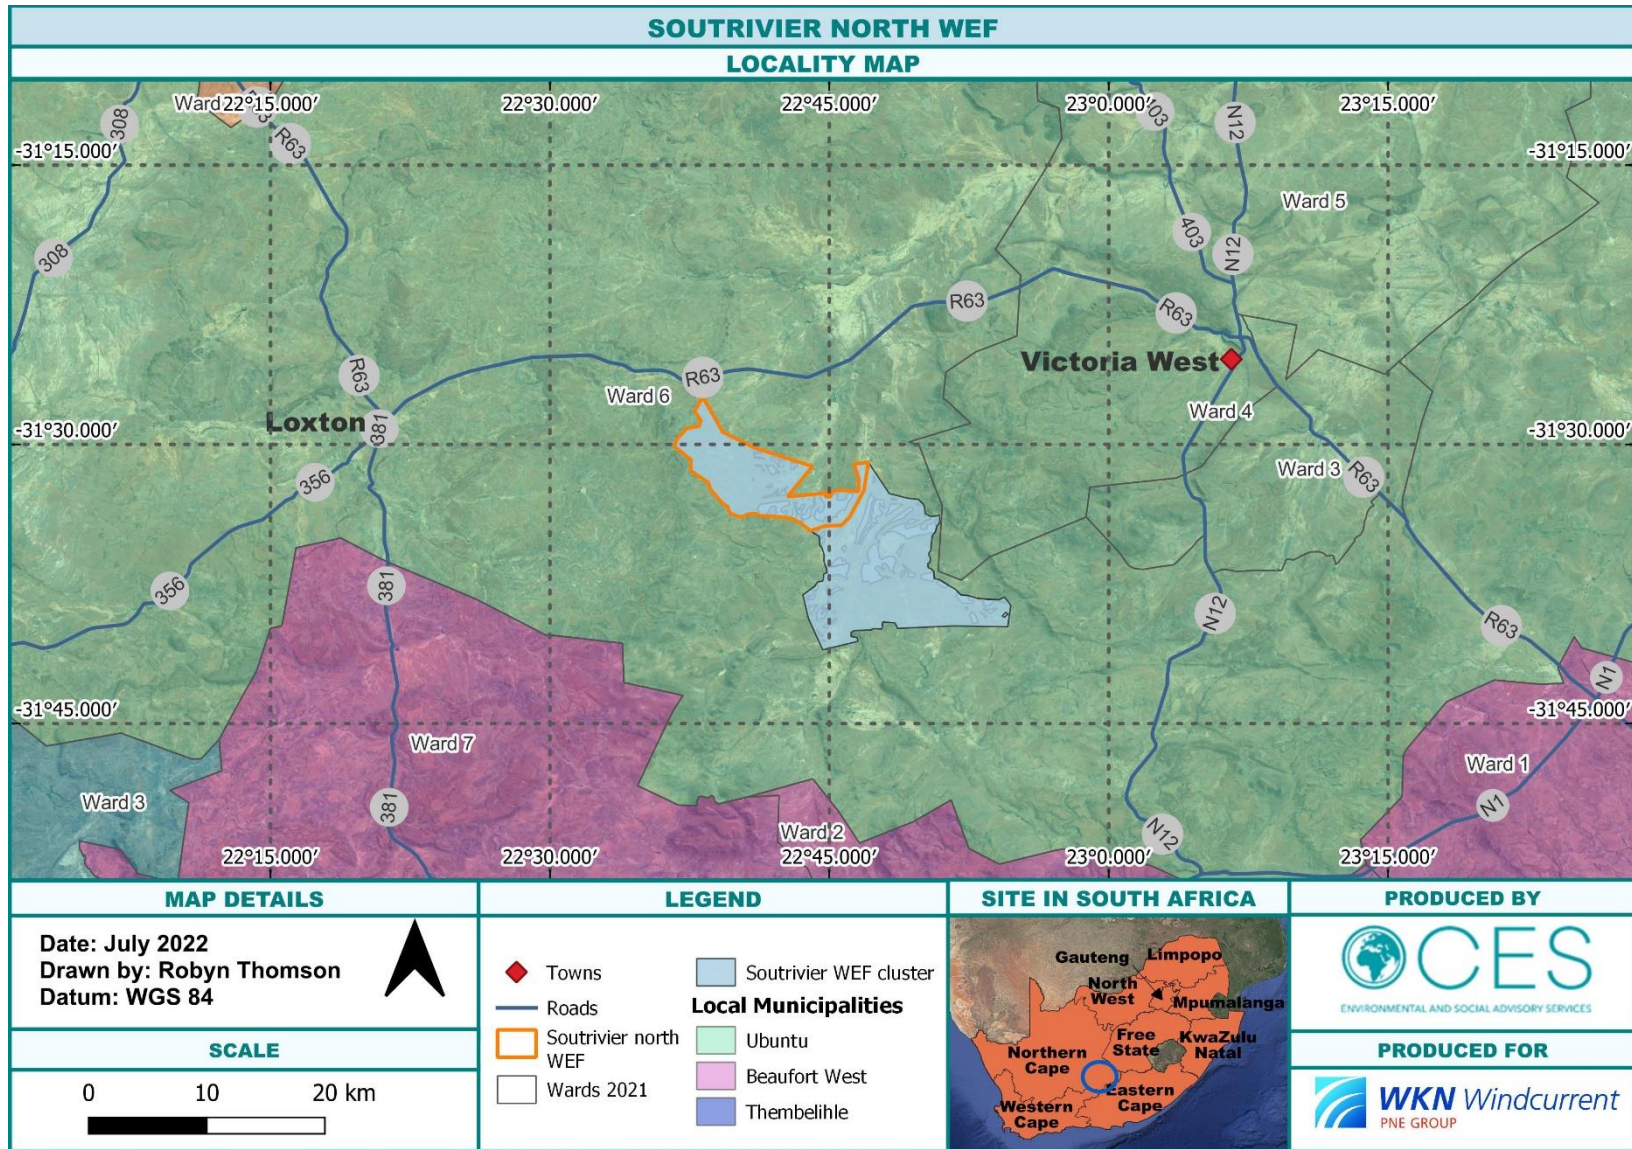 SOUTRIVIER NORTH WEF
LOCALITY MAP
Ward
22°15.000′
22°30.000′
22°45.000′
23°0.000′
23°15.000′
308
R63
403
N12
-31°15.000′
-31°15.000′
Ward 5
403
N12
308
R63
R63
R63
Victoria West
R63
Ward 6
Ward 4
Loxton
381
-31°30.000′
-31°30.000′
Ward 3
R63
356
356
381
N12
R63
N1
-31°45.000′
-31°45.000′
Ward 7
Ward 1
Ward 3
381
N1
Ward 2
N12
22°15.000′
22°30.000′
22°45.000′
23°0.000′
23°15.000′
MAP DETAILS
Date: July 2022
Drawn by: Robyn Thomson
Datum: WGS 84
SCALE
0 10 20 km
LEGEND
Towns
Roads
Soutrivier north
WEF
Wards 2021
Soutrivier WEF cluster
Local Municipalities
Ubuntu
Beaufort West
Thembelihle
SITE IN SOUTH AFRICA
Limpopo
Gauteng
North
West
Mpumalanga
Free
State
KwaZulu
Natal
Northern
Cape
Eastern
Cape
Western
Cape
PRODUCED BY
CES
ENVIRONMENTAL AND SOCIAL ADVISORY SERVICES
PRODUCED FOR
WKN Windcurrent
PNE GROUP